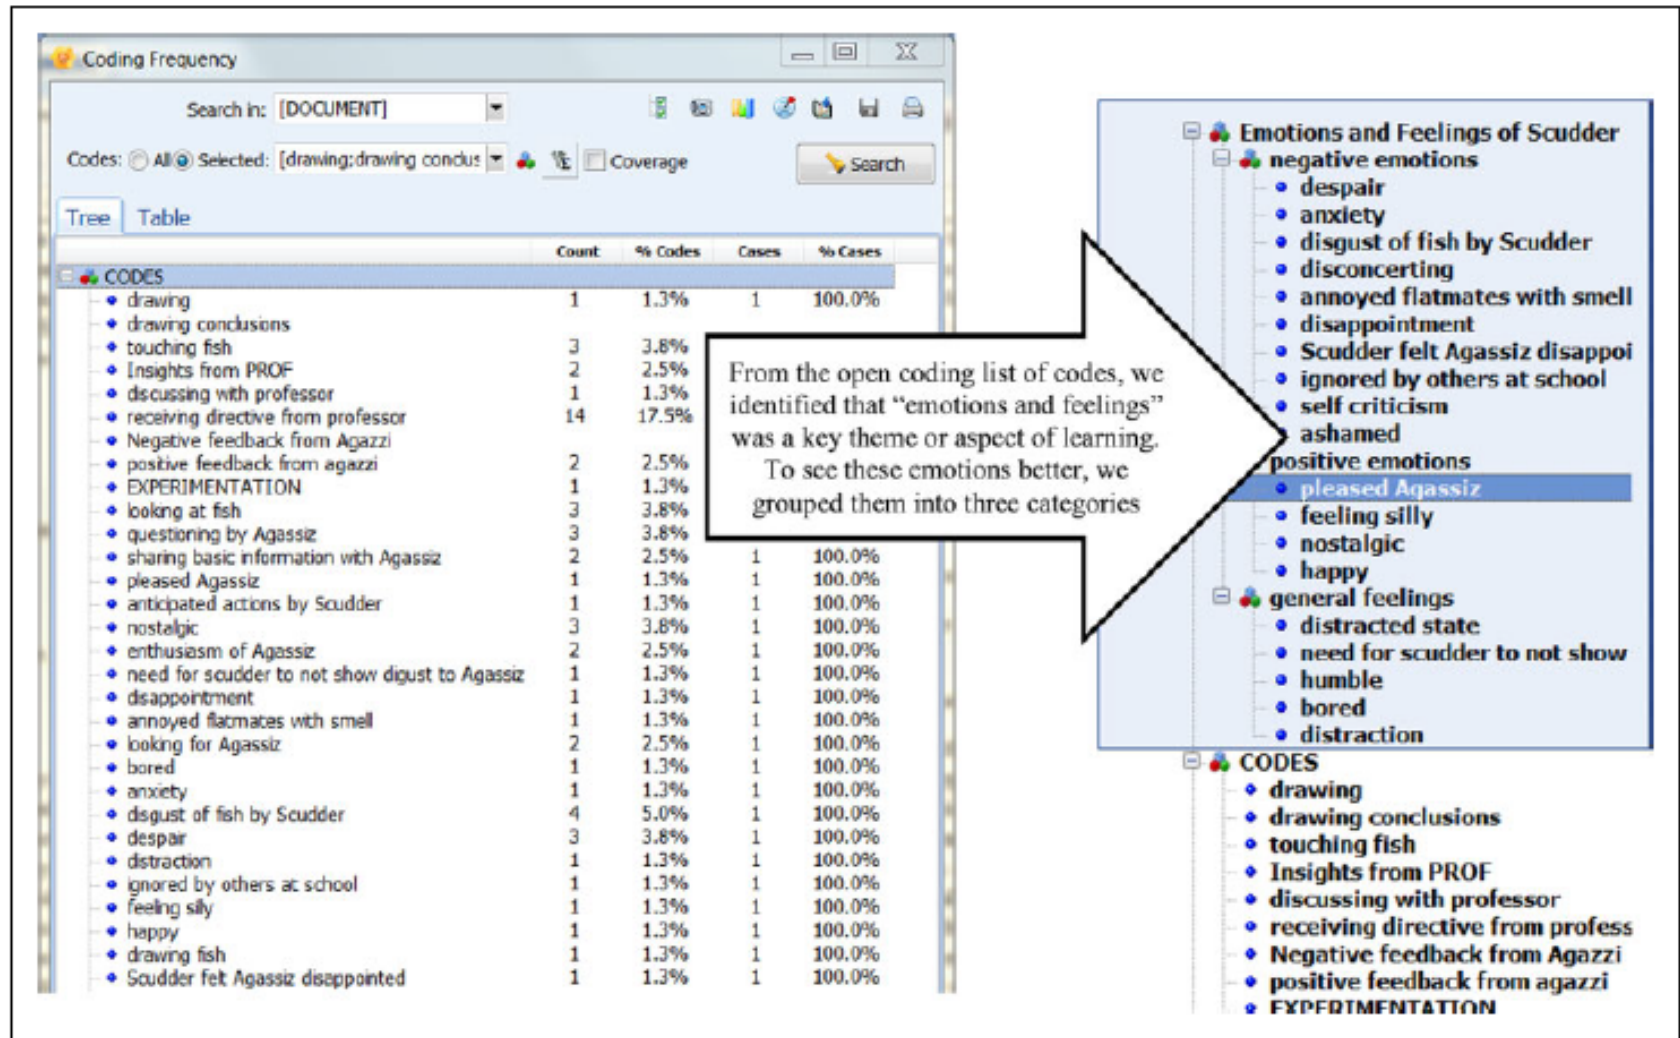 Coding Frequency
Search in: [DOCUMENT]
Codes: All Selected: [drawing;drawing conclus Coverage Search
Tree Table
Count % Codes Cases % Cases
CODES
drawing 1 1.3% 1 100.0%
drawing conclusions
touching fish 3 3.8%
Insights from PROF 2 2.5%
discussing with professor 1 1.3%
receiving directive from professor 14 17.5%
Negative feedback from Agazzi
positive feedback from agazzi 2 2.5%
EXPERIMENTATION 1 1.3%
looking at fish 3 3.8%
questioning by Agassiz 3 3.8%
sharing basic information with Agassiz 2 2.5% 1 100.0%
pleased Agassiz 1 1.3% 1 100.0%
anticipated actions by Scudder 1 1.3% 1 100.0%
nostalgic 3 3.8% 1 100.0%
enthusiasm of Agassiz 2 2.5% 1 100.0%
need for scudder to not show digust to Agassiz 1 1.3% 1 100.0%
disappointment 1 1.3% 1 100.0%
annoyed flatmates with smell 1 1.3% 1 100.0%
looking for Agassiz 2 2.5% 1 100.0%
bored 1 1.3% 1 100.0%
anxiety 1 1.3% 1 100.0%
disgust of fish by Scudder 4 5.0% 1 100.0%
despair 3 3.8% 1 100.0%
distraction 1 1.3% 1 100.0%
ignored by others at school 1 1.3% 1 100.0%
feeling silly 1 1.3% 1 100.0%
happy 1 1.3% 1 100.0%
drawing fish 1 1.3% 1 100.0%
Scudder felt Agassiz disappointed 1 1.3% 1 100.0%
From the open coding list of codes, we
identified that “emotions and feelings”
was a key theme or aspect of learning.
To see these emotions better, we
grouped them into three categories
Emotions and Feelings of Scudder
negative emotions
despair
anxiety
disgust of fish by Scudder
disconcerting
annoyed flatmates with smell
disappointment
Scudder felt Agassiz disappoi
ignored by others at school
self criticism
ashamed
positive emotions
pleased Agassiz
feeling silly
nostalgic
happy
general feelings
distracted state
need for scudder to not show
humble
bored
distraction
CODES
drawing
drawing conclusions
touching fish
Insights from PROF
discussing with professor
receiving directive from profess
Negative feedback from Agazzi
positive feedback from agazzi
EXPERIMENTATION